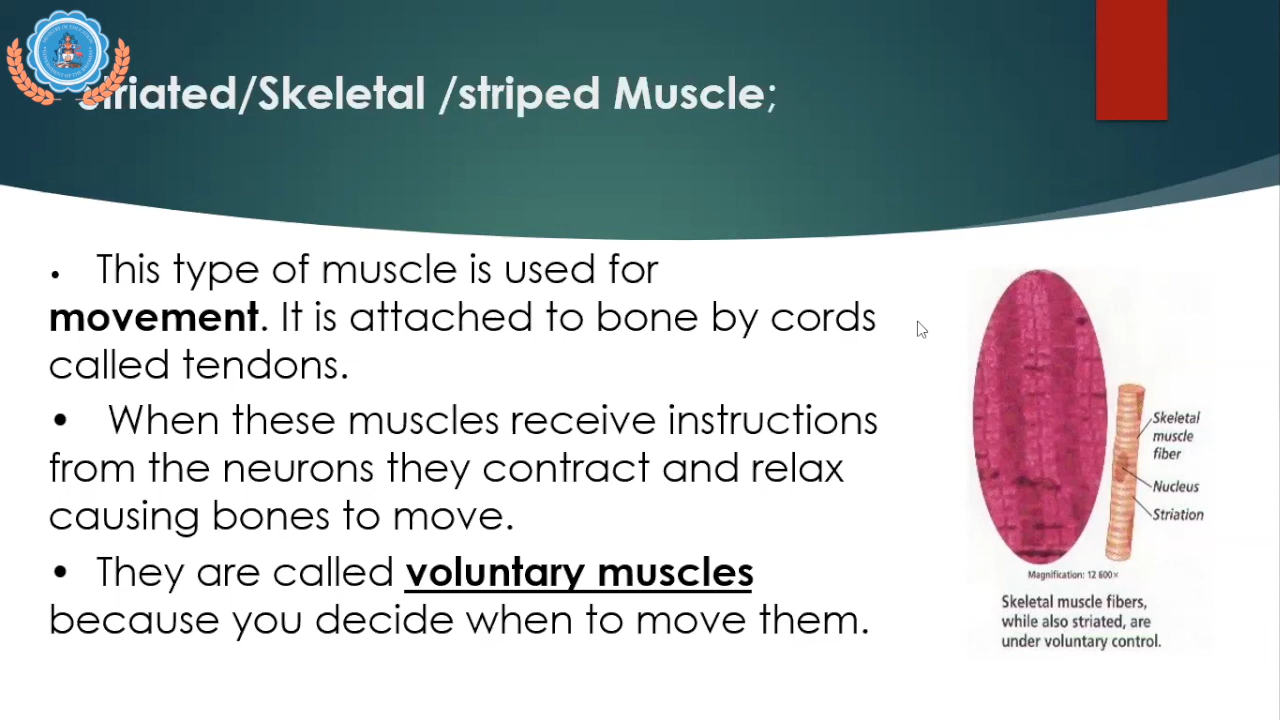 striated/Skeletal /striped Muscle;
• This type of muscle is used for
movement. It is attached to bone by cords
called tendons.
• When these muscles receive instructions
from the neurons they contract and relax
causing bones to move.
• They are called voluntary muscles
because you decide when to move them.
Skeletal
muscle
fiber
Nucleus
Striation
Magnification: 12 600×
Skeletal muscle fibers,
while also striated, are
under voluntary control.